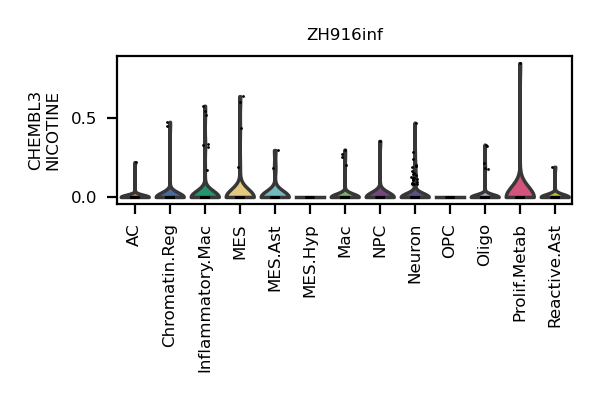 ZH916inf
CHEMBL3
NICOTINE
0.5
0.0
AC
Chromatin.Reg
Inflammatory.Mac
MES
MES.Ast
MES.Hyp
Mac
NPC
Neuron
OPC
Oligo
Prolif.Metab
Reactive.Ast